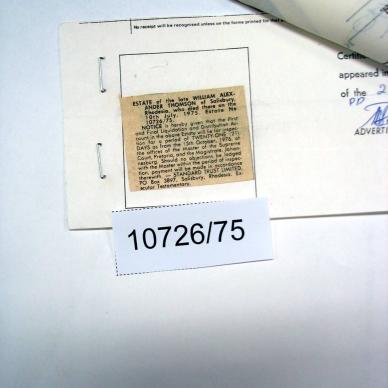 No receipt will be recognised unless on the forms printed for that
Certific
appeared
of the 2
PD
ADVERTI
ESTATE of the late WILLIAM ALEX-
ANDER THOMSON of Salisbury,
Rhodesia, who died there on the
10th July, 1975. Estate No
10726/75.
NOTICE is hereby given that the First
and Final Liquidation and Distribution Ac-
count in the above Estate will lie for inspec-
tion for a period of TWENTY-ONE (21)
DAYS as from the 15th October, 1976, at
the offices of the master of the Supreme
Court, Pretoria, and the Magistrate, Johan-
nesburg. Should no objections be lodged
with the Master within the period of inspec-
tion, payment will be made in accordance
therewith. — STANDARD TRUST LIMITED,
PO Box 3897, Salisbury, Rhodesia. Ex-
ecutor Testamentary.
10726/75